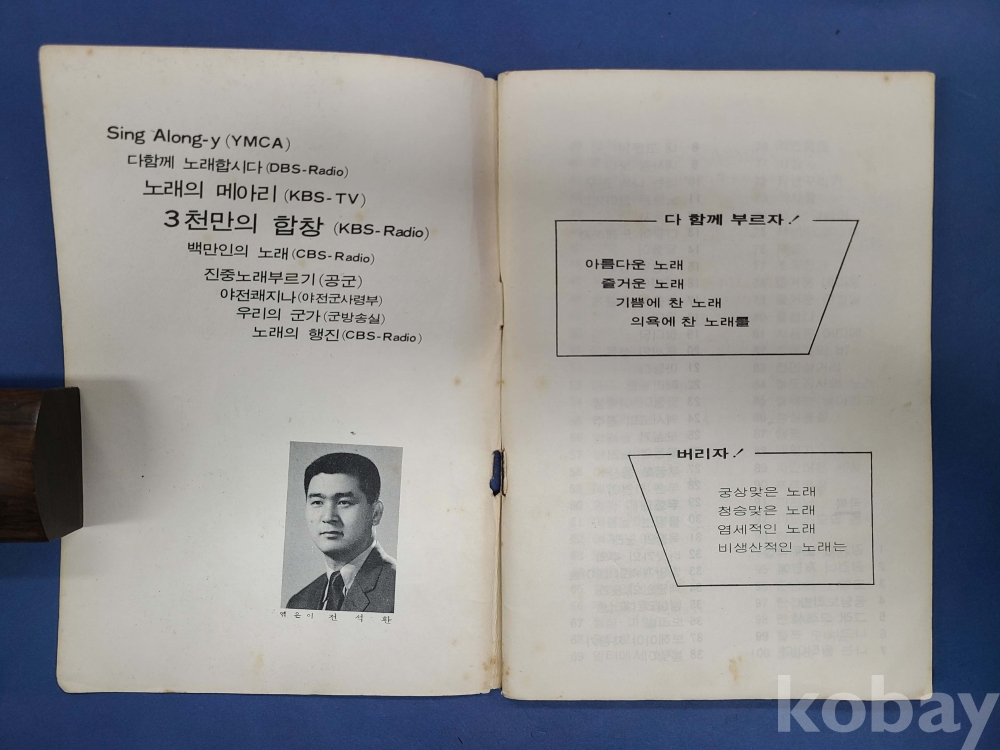 Sing Along-y (YMCA)
다함께 노래합시다 (DBS-Radio)
노래의 메아리 (KBS-TV)
3천만의 합창 (KBS-Radio)
백만인의 노래 (CBS-Radio)
진중노래부르기 (공군)
야전쾌지나 (야전군사령부)
우리의 군가 (군방송실)
노래의 행진 (CBS-Radio)
엮은이 전석환
다 함께 부르자!
아름다운 노래
즐거운 노래
기쁨에 찬 노래
의욕에 찬 노래를
버리자!
궁상맞은 노래
청승맞은 노래
염세적인 노래
비생산적인 노래는
kobay